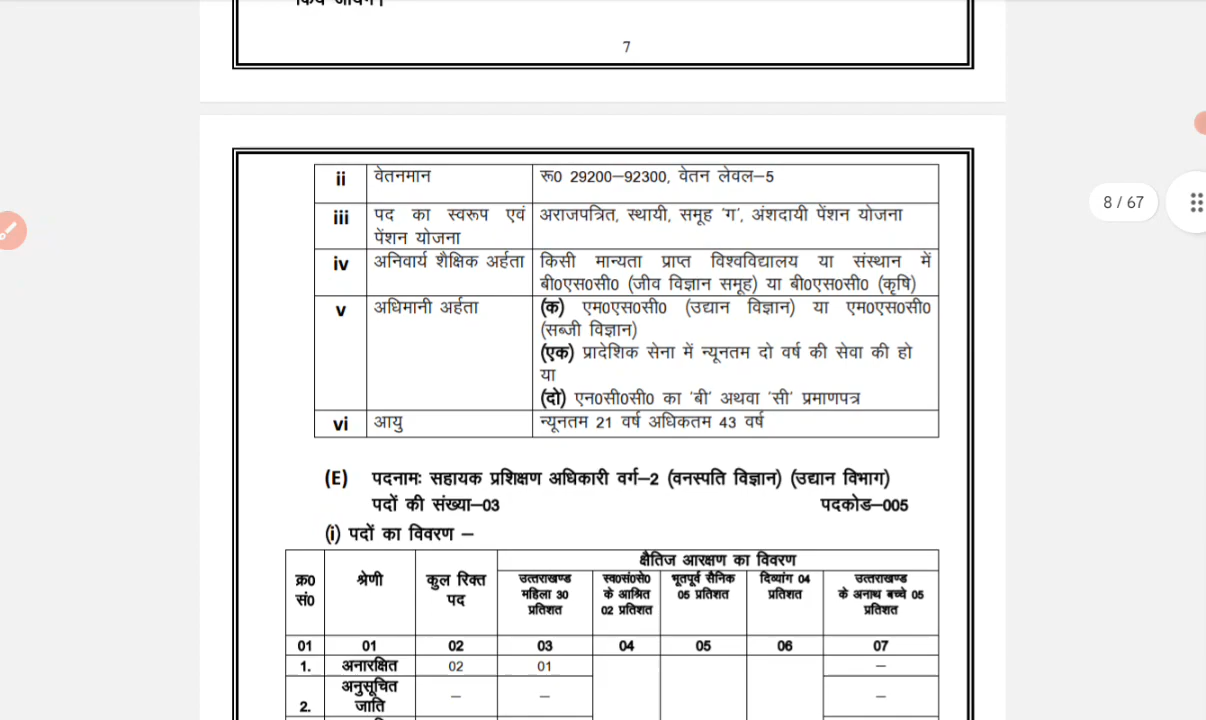 7
8 / 67
ii वेतनमान रू0 29200–92300, वेतन लेवल–5
iii पद का स्वरूप एवं पेंशन योजना अराजपत्रित, स्थायी, समूह 'ग', अंशदायी पेंशन योजना
iv अनिवार्य शैक्षिक अर्हता किसी मान्यता प्राप्त विश्वविद्यालय या संस्थान में
बी0एस0सी0 (जीव विज्ञान समूह) या बी0एस0सी0 (कृषि)
v अधिमानी अर्हता (क) एम0एस0सी0 (उद्यान विज्ञान) या एम0एस0सी0
(सब्जी विज्ञान)
(एक) प्रादेशिक सेना में न्यूनतम दो वर्ष की सेवा की हो
या
(दो) एन0सी0सी0 का 'बी' अथवा 'सी' प्रमाणपत्र
vi आयु न्यूनतम 21 वर्ष अधिकतम 43 वर्ष
(E) पदनामः सहायक प्रशिक्षण अधिकारी वर्ग–2 (वनस्पति विज्ञान) (उद्यान विभाग)
पदों की संख्या–03 पदकोड–005
(i) पदों का विवरण –
क्षैतिज आरक्षण का विवरण
क्र0 सं0 श्रेणी कुल रिक्त पद उत्तराखण्ड महिला 30 प्रतिशत स्व0सं0से0 के आश्रित 02 प्रतिशत भूतपूर्व सैनिक 05 प्रतिशत दिव्यांग 04 प्रतिशत उत्तराखण्ड के अनाथ बच्चे 05 प्रतिशत
01 01 02 03 04 05 06 07
1. अनारक्षित 02 01 –
2. अनुसूचित जाति – – –